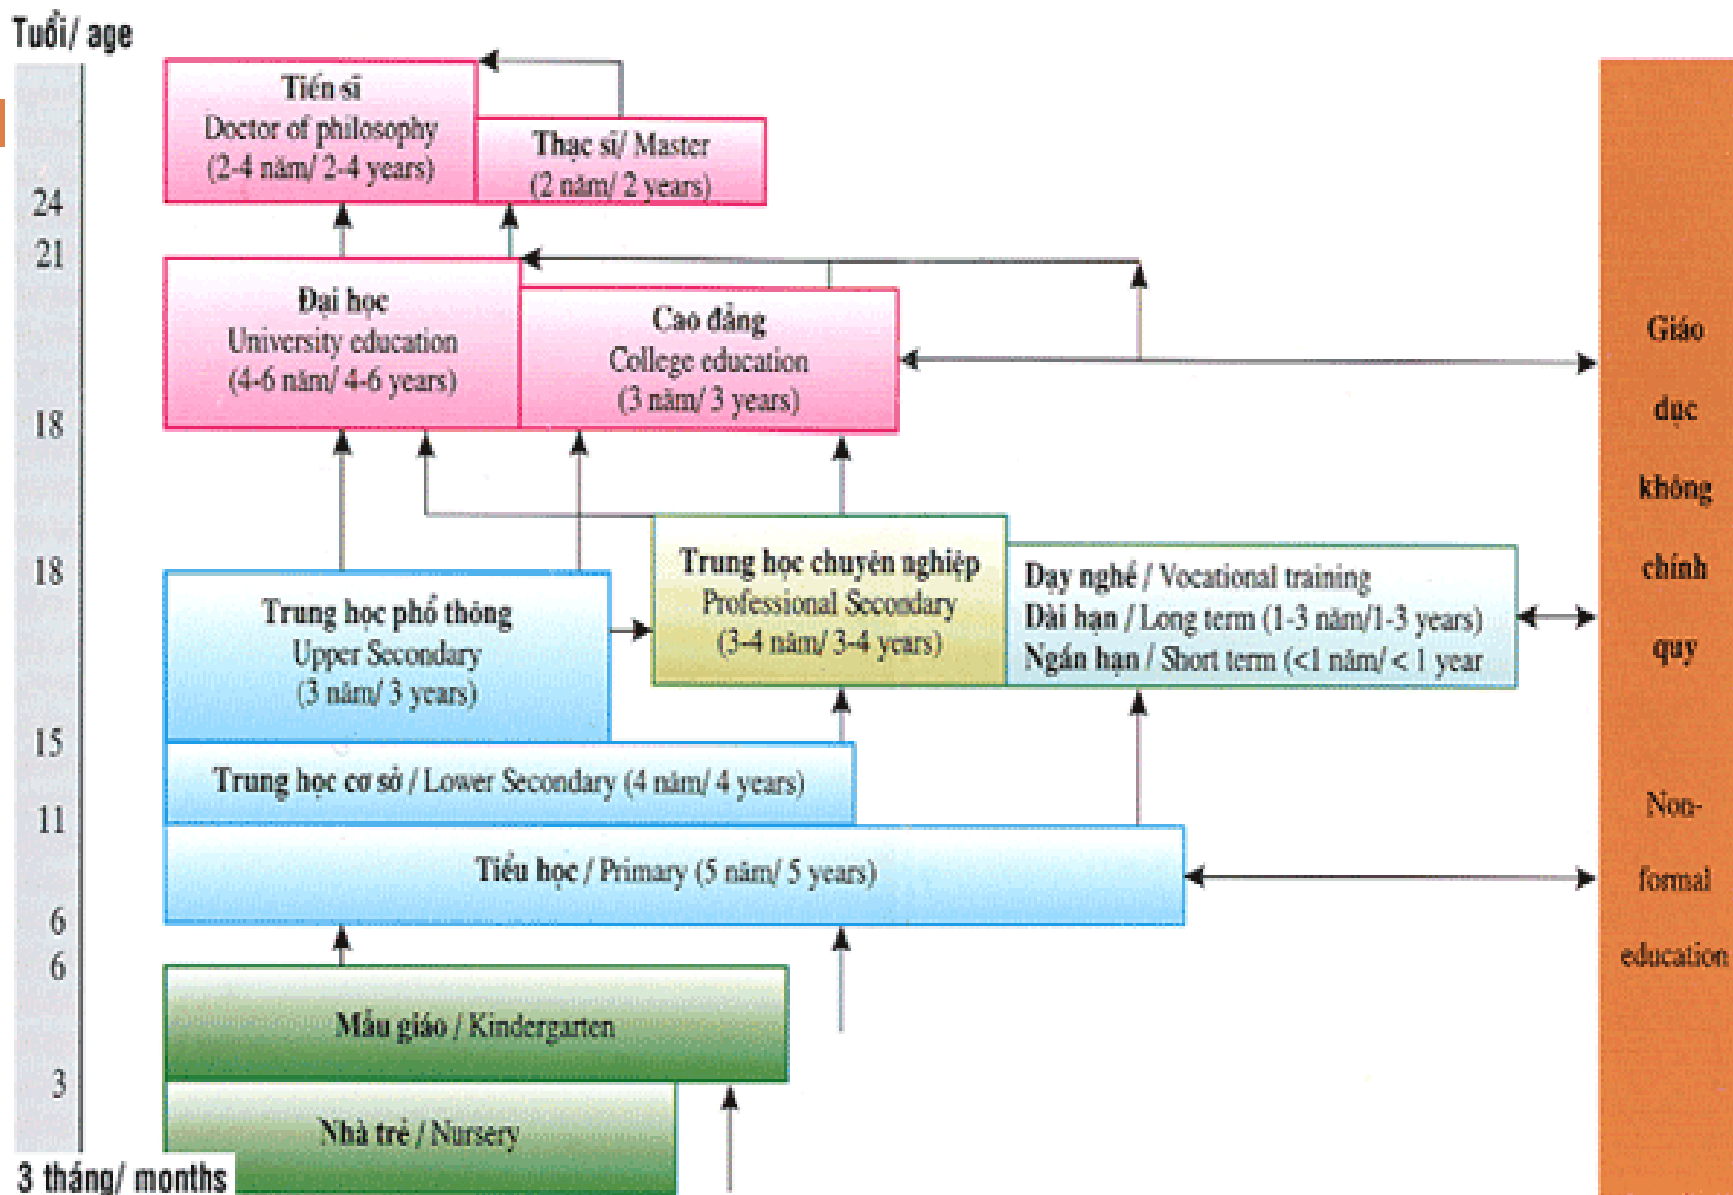 Tuổi/ age
Tiến sĩ
Doctor of philosophy
(2-4 năm/ 2-4 years)
Thạc sĩ/ Master
(2 năm/ 2 years)
24
21
Đại học
University education
(4-6 năm/ 4-6 years)
Cao đẳng
College education
(3 năm/ 3 years)
18
18
Trung học phổ thông
Upper Secondary
(3 năm/ 3 years)
Trung học chuyên nghiệp
Professional Secondary
(3-4 năm/ 3-4 years)
Dạy nghề / Vocational training
Dài hạn / Long term (1-3 năm/1-3 years)
Ngắn hạn / Short term (<1 năm/ < 1 year
15
Trung học cơ sở / Lower Secondary (4 năm/ 4 years)
11
Tiểu học / Primary (5 năm/ 5 years)
6
6
Mẫu giáo / Kindergarten
3
Nhà trẻ / Nursery
3 tháng/ months
Giáo
dục
không
chính
quy
Non-
formal
education